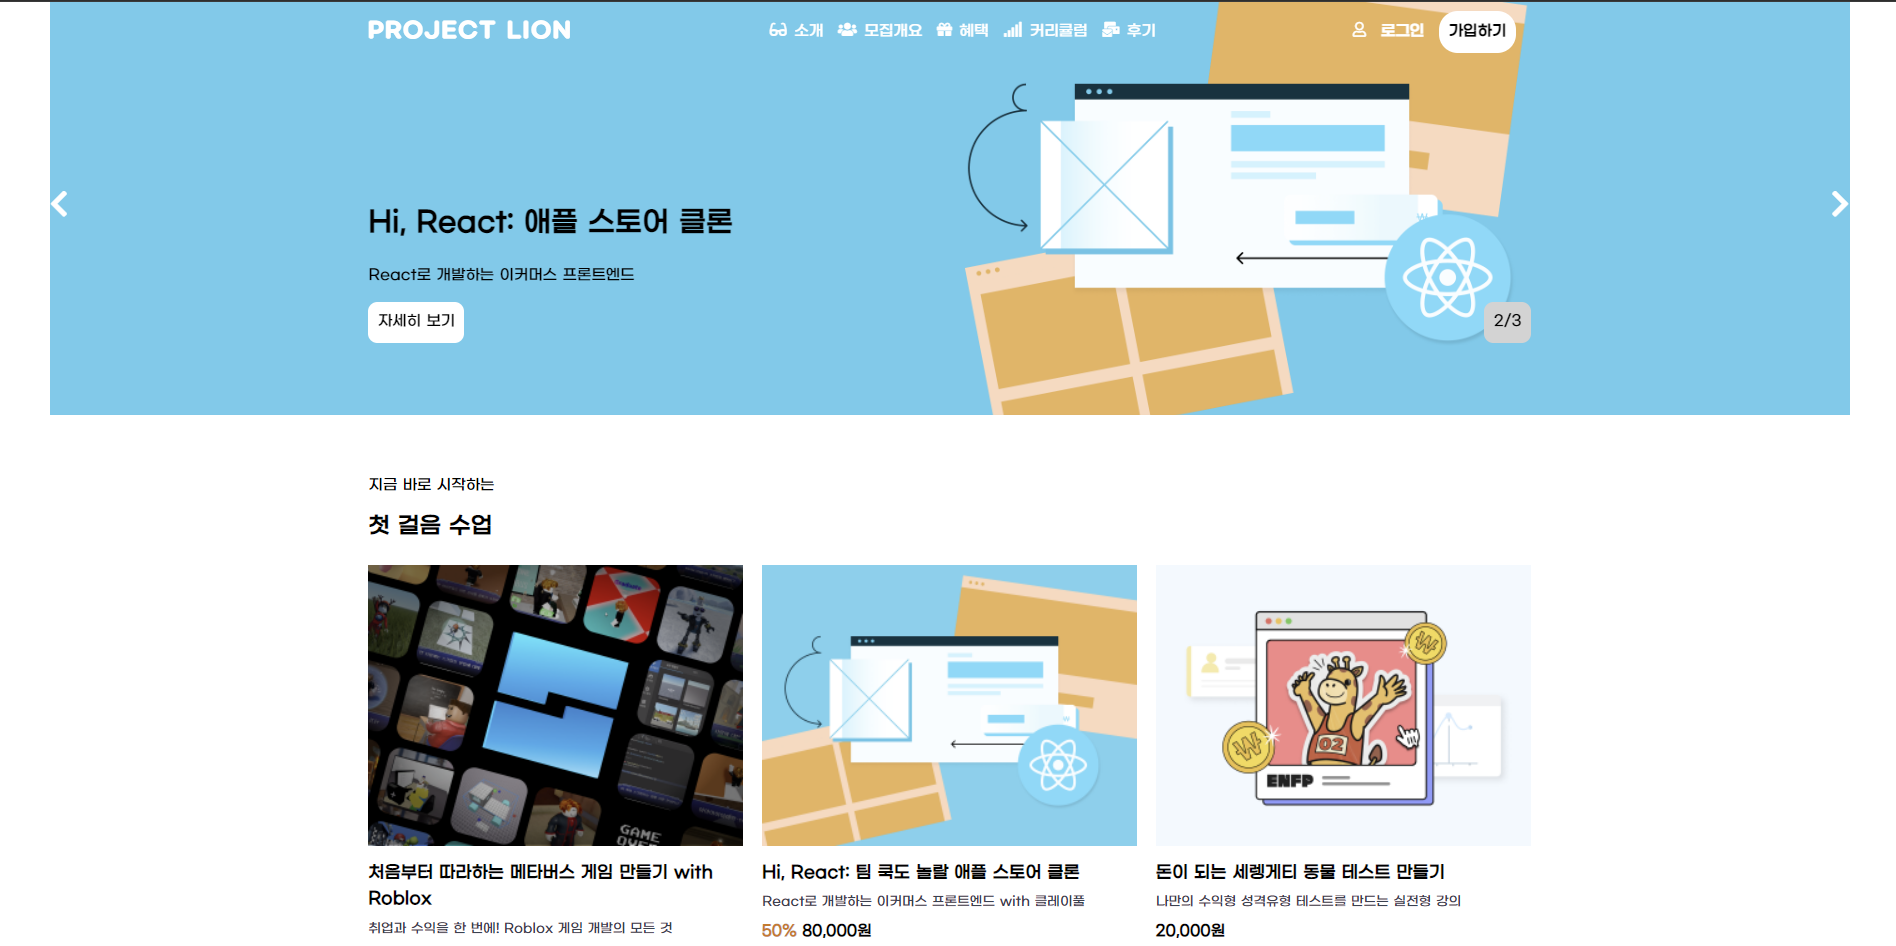 PROJECT LION
소개 모집개요 혜택 커리큘럼 후기
로그인 가입하기
Hi, React: 애플 스토어 클론
React로 개발하는 이커머스 프론트엔드
자세히 보기
2/3
지금 바로 시작하는
첫 걸음 수업
GAME
OVER
02
ENFP
처음부터 따라하는 메타버스 게임 만들기 with
Roblox
취업과 수익을 한 번에! Roblox 게임 개발의 모든 것
Hi, React: 팀 쿡도 놀랄 애플 스토어 클론
React로 개발하는 이커머스 프론트엔드 with 클레이풀
50% 80,000원
돈이 되는 세렝게티 동물 테스트 만들기
나만의 수익형 성격유형 테스트를 만드는 실전형 강의
20,000원